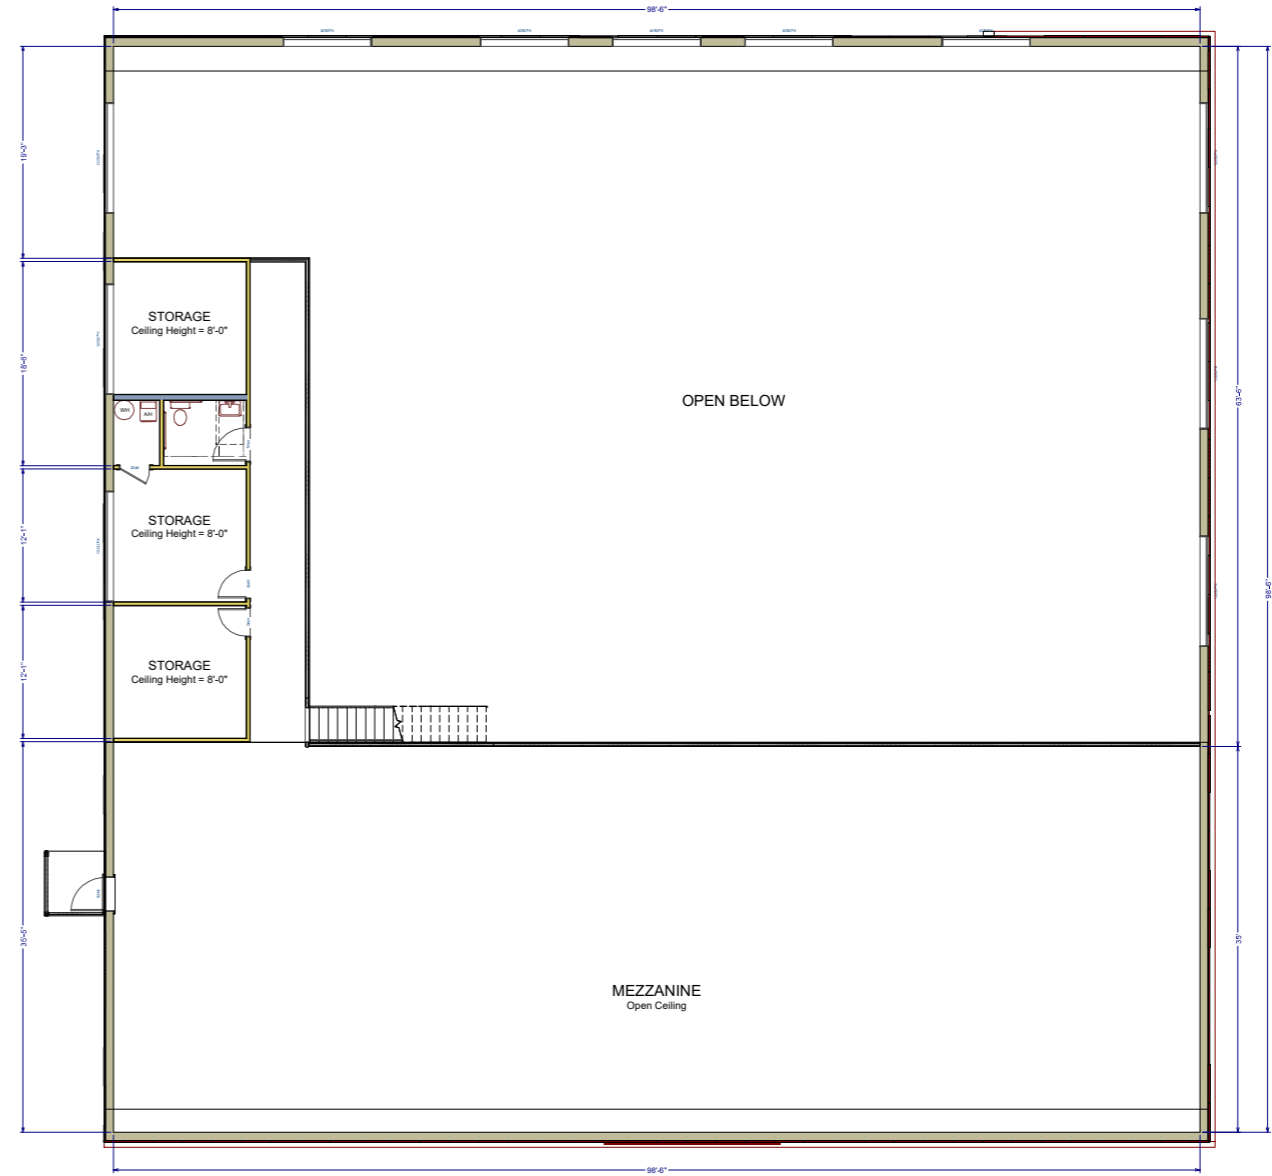 98'-6"
19'-3"
STORAGE
Ceiling Height = 8'-0"
18'-6"
OPEN BELOW
63'-6"
WH
AH
STORAGE
Ceiling Height = 8'-0"
12'-1"
98'-6"
STORAGE
Ceiling Height = 8'-0"
12'-1"
35'-5"
35'
MEZZANINE
Open Ceiling
98'-6"